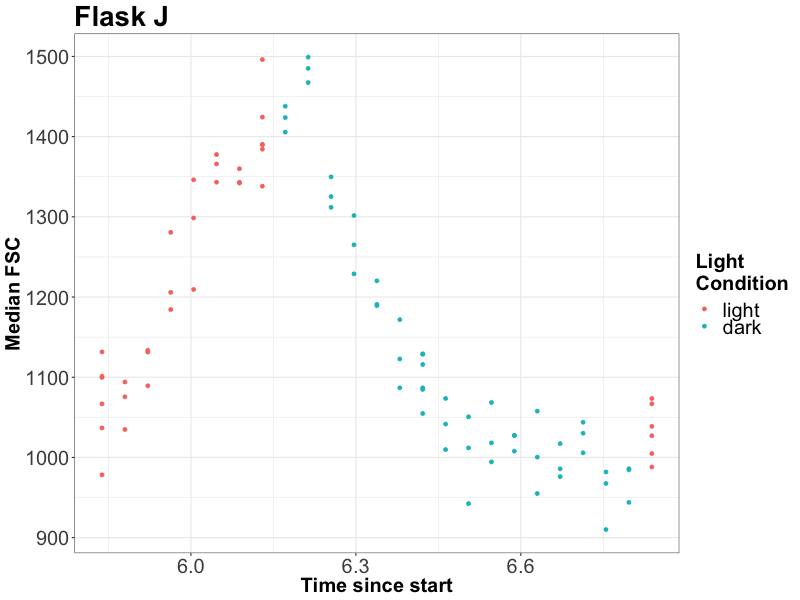 Flask J
1500
1400
1300
1200
1100
1000
900
Median FSC
6.0 6.3 6.6
Time since start
Light
Condition
light
dark